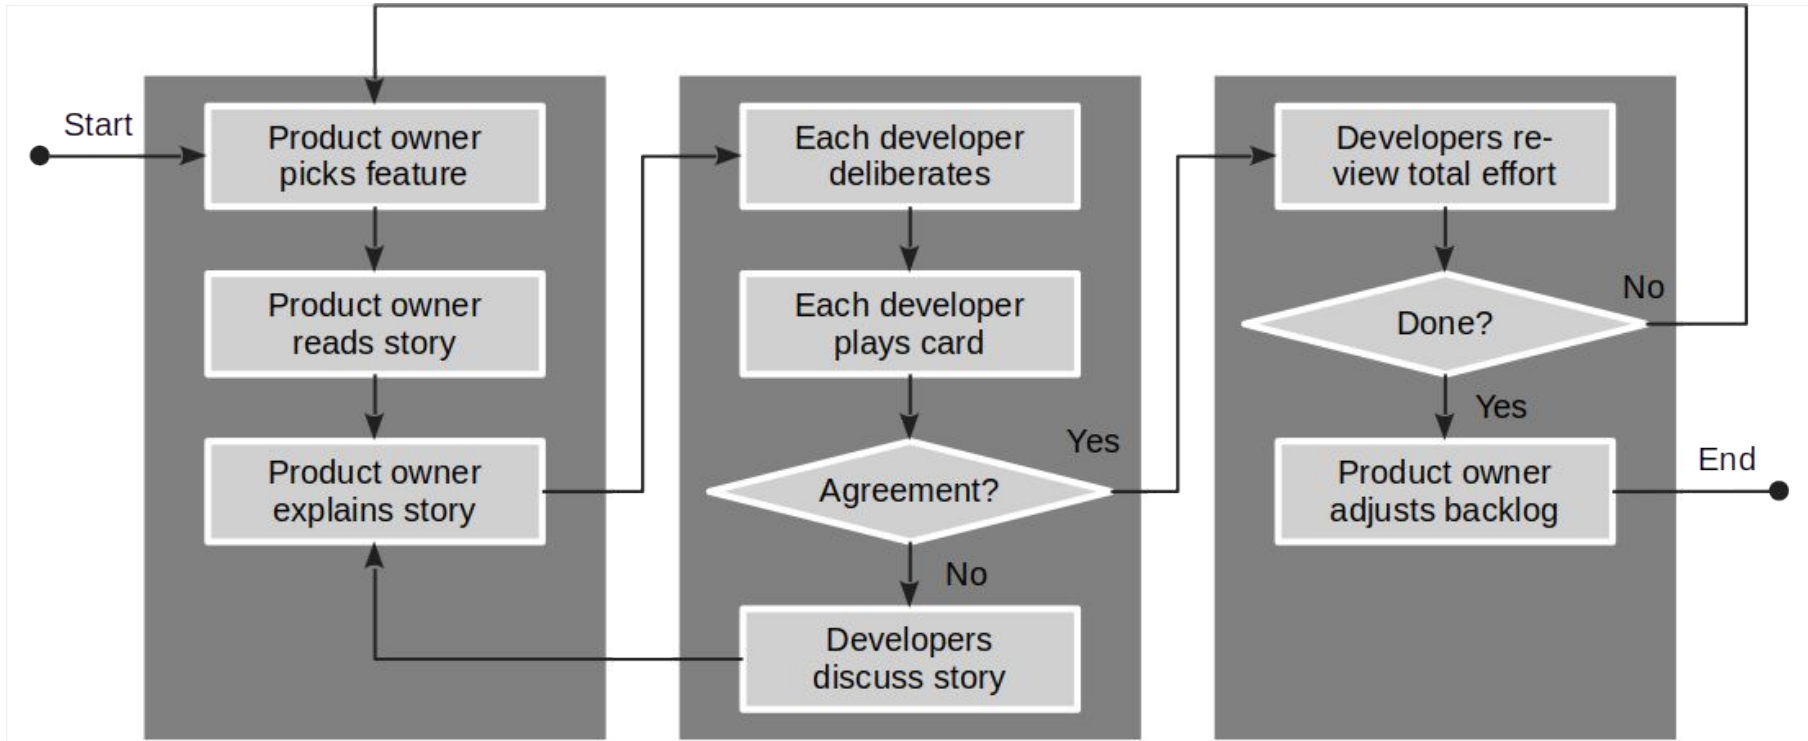 Start
Product owner
picks feature
Product owner
reads story
Product owner
explains story
Each developer
deliberates
Each developer
plays card
Agreement?
Yes
No
Developers
discuss story
Developers re-
view total effort
Done?
No
Yes
Product owner
adjusts backlog
End